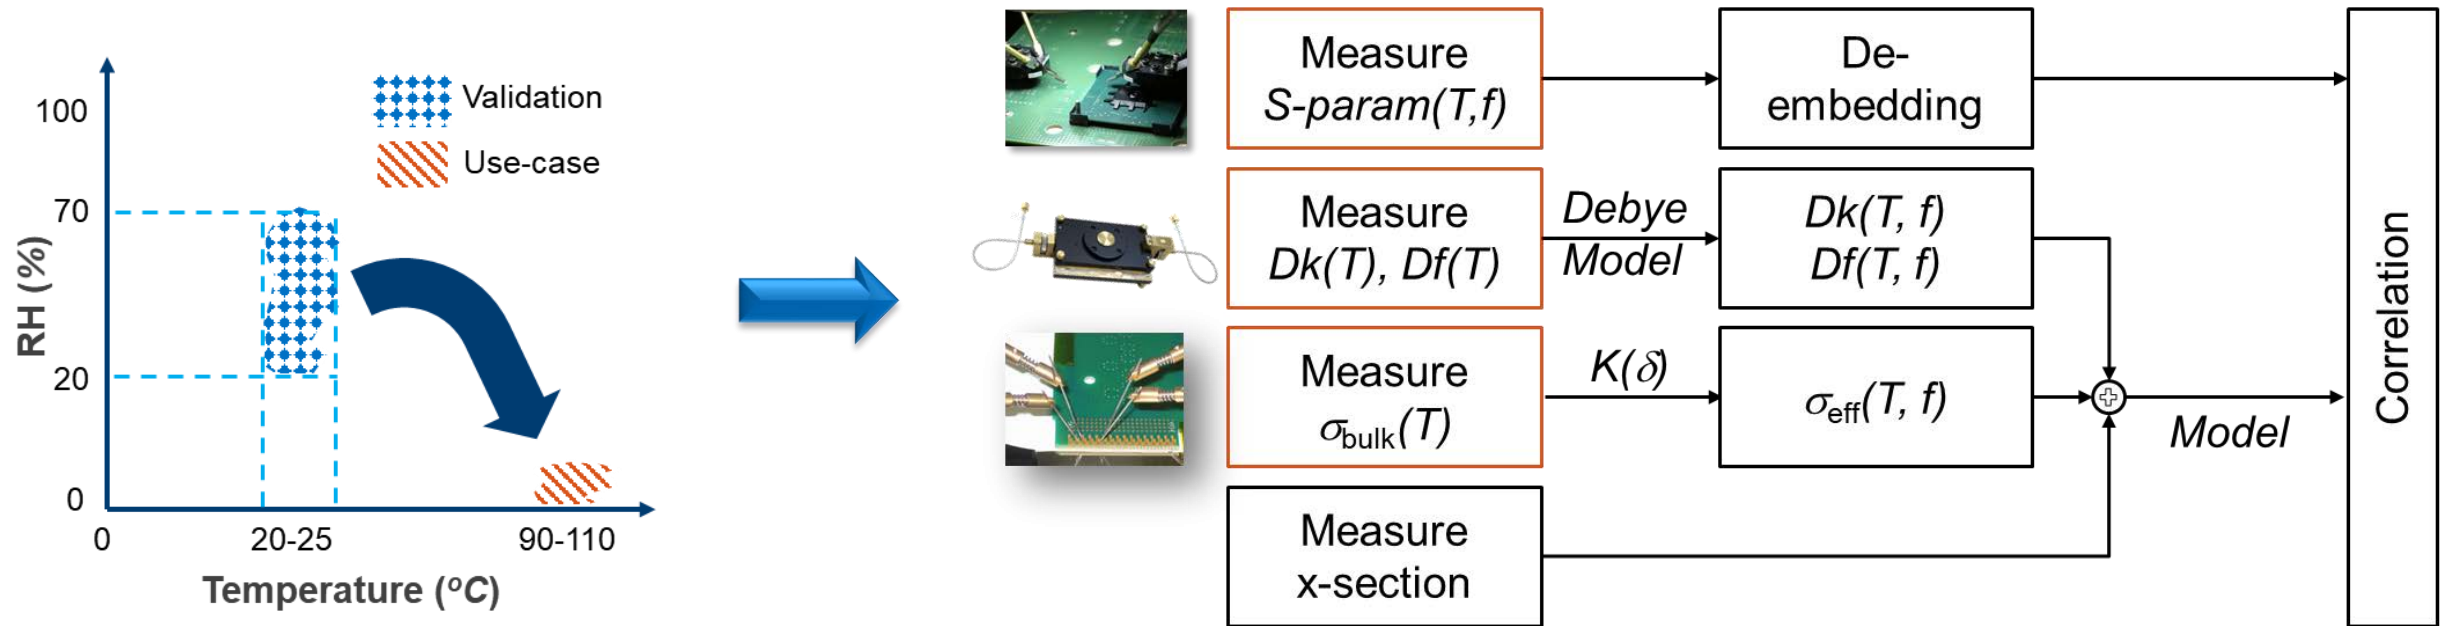 100
70
20
0
RH (%)
0
20-25
90-110
Temperature (°C)
Validation
Use-case
Measure
S-param(T,f)
De-
embedding
Measure
Dk(T), Df(T)
Debye
Model
Dk(T, f)
Df(T, f)
Measure
σbulk(T)
K(δ)
σeff(T, f)
Measure
x-section
Model
Correlation